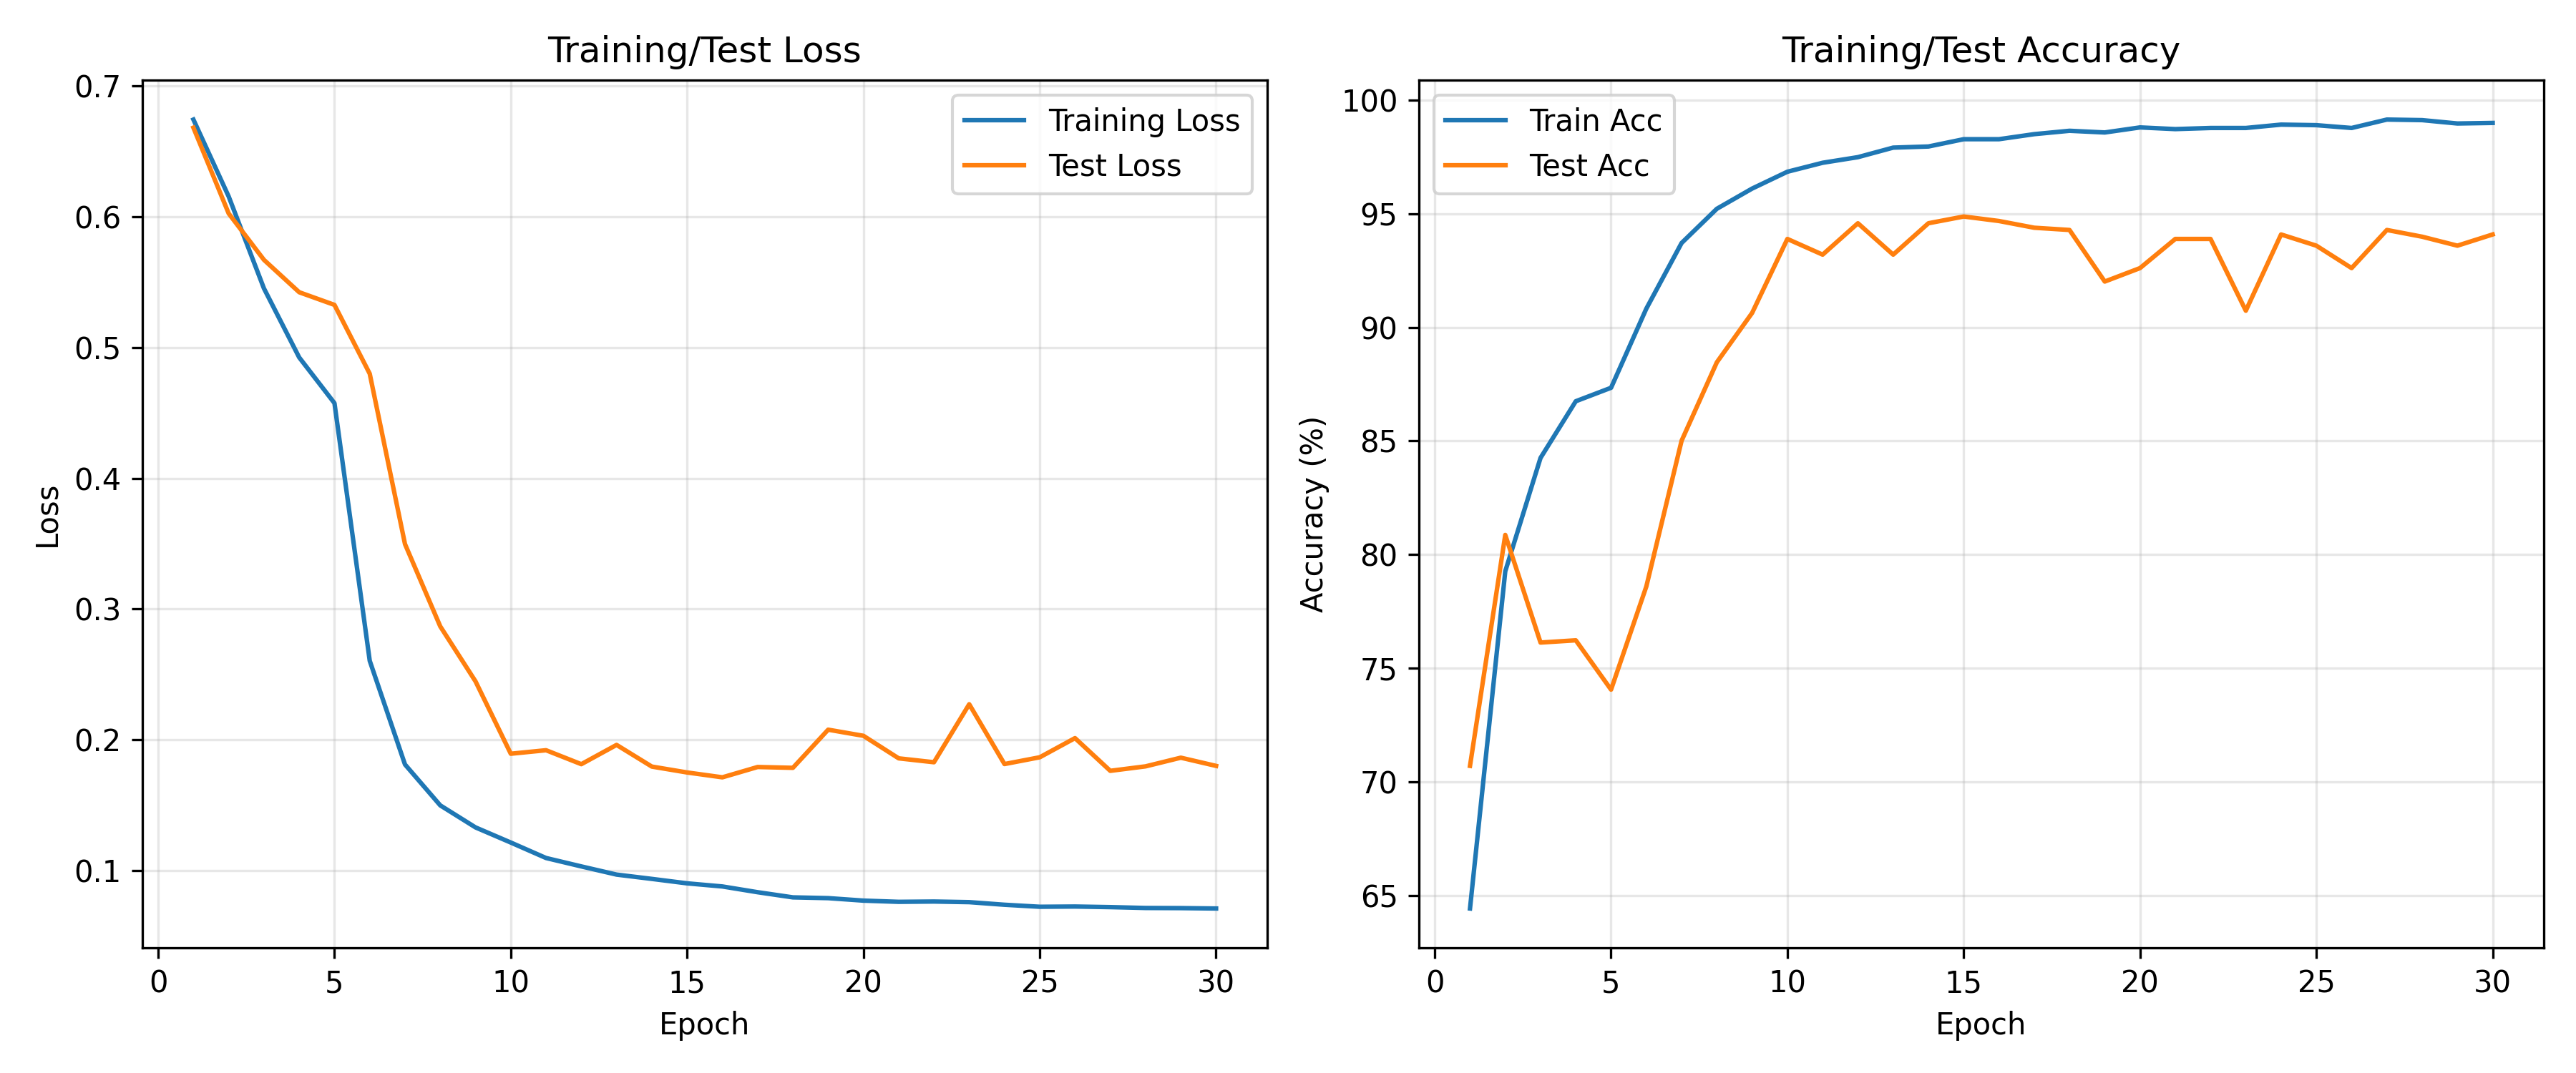 Training/Test Loss
0.7
0.6
0.5
0.4
0.3
0.2
0.1
Loss
Training Loss
Test Loss
0 5 10 15 20 25 30
Epoch
Training/Test Accuracy
100
95
90
85
80
75
70
65
Accuracy (%)
Train Acc
Test Acc
0 5 10 15 20 25 30
Epoch